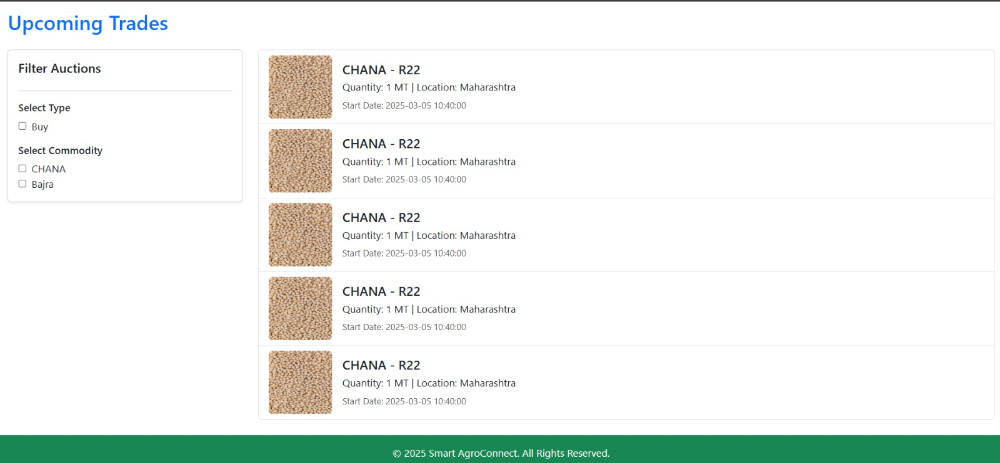 Upcoming Trades
Filter Auctions
Select Type
Buy
Select Commodity
CHANA
Bajra
CHANA - R22
Quantity: 1 MT | Location: Maharashtra
Start Date: 2025-03-05 10:40:00
CHANA - R22
Quantity: 1 MT | Location: Maharashtra
Start Date: 2025-03-05 10:40:00
CHANA - R22
Quantity: 1 MT | Location: Maharashtra
Start Date: 2025-03-05 10:40:00
CHANA - R22
Quantity: 1 MT | Location: Maharashtra
Start Date: 2025-03-05 10:40:00
CHANA - R22
Quantity: 1 MT | Location: Maharashtra
Start Date: 2025-03-05 10:40:00
© 2025 Smart AgroConnect. All Rights Reserved.